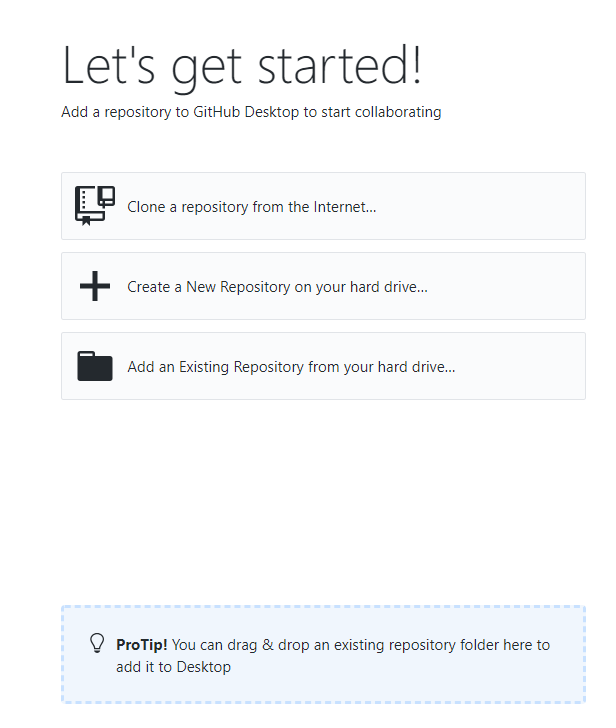 Let's get started!
Add a repository to GitHub Desktop to start collaborating
Clone a repository from the Internet...
Create a New Repository on your hard drive...
Add an Existing Repository from your hard drive...
ProTip! You can drag & drop an existing repository folder here to
add it to Desktop